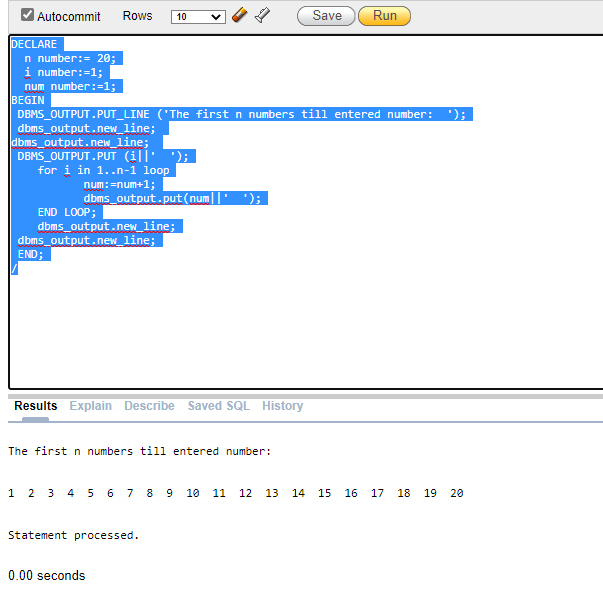 Autocommit Rows 10 Save Run
DECLARE
n number:= 20;
i number:=1;
num number:=1;
BEGIN
DBMS_OUTPUT.PUT_LINE ('The first n numbers till entered number:  ');
dbms_output.new_line;
dbms_output.new_line;
DBMS_OUTPUT.PUT (i||'  ');
for i in 1..n-1 loop
num:=num+1;
dbms_output.put(num||'  ');
END LOOP;
dbms_output.new_line;
dbms_output.new_line;
END;
/
Results Explain Describe Saved SQL History
The first n numbers till entered number:
1 2 3 4 5 6 7 8 9 10 11 12 13 14 15 16 17 18 19 20
Statement processed.
0.00 seconds